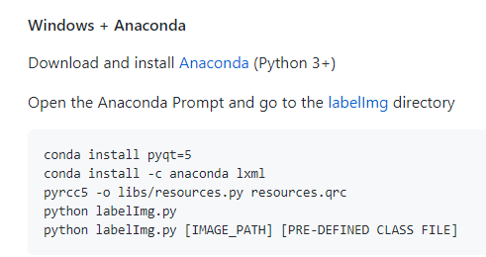 Windows + Anaconda
Download and install Anaconda (Python 3+)
Open the Anaconda Prompt and go to the labelImg directory
conda install pyqt=5
conda install -c anaconda lxml
pyrcc5 -o libs/resources.py resources.qrc
python labelImg.py
python labelImg.py [IMAGE_PATH] [PRE-DEFINED CLASS FILE]